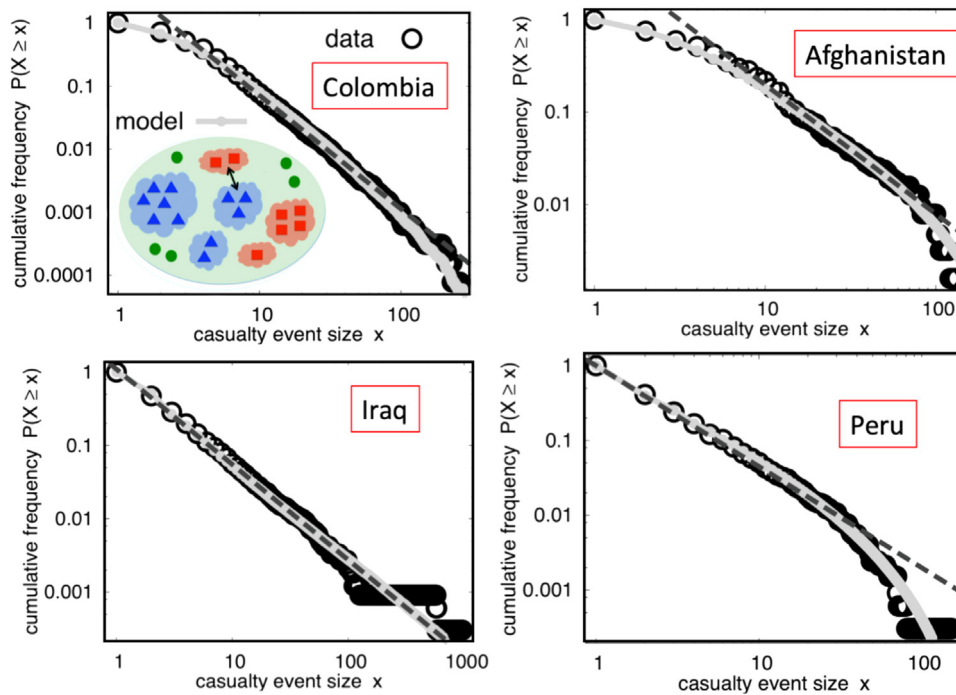 cumulative frequency P(X ≥ x)
1
0.1
0.01
0.001
0.0001
data
Colombia
model
1
10
100
casualty event size x
cumulative frequency P(X ≥ x)
1
0.1
0.01
Afghanistan
1
10
100
casualty event size x
cumulative frequency P(X ≥ x)
1
0.1
0.01
0.001
Iraq
1
10
100
1000
casualty event size x
cumulative frequency P(X ≥ x)
1
0.1
0.01
0.001
Peru
1
10
100
casualty event size x